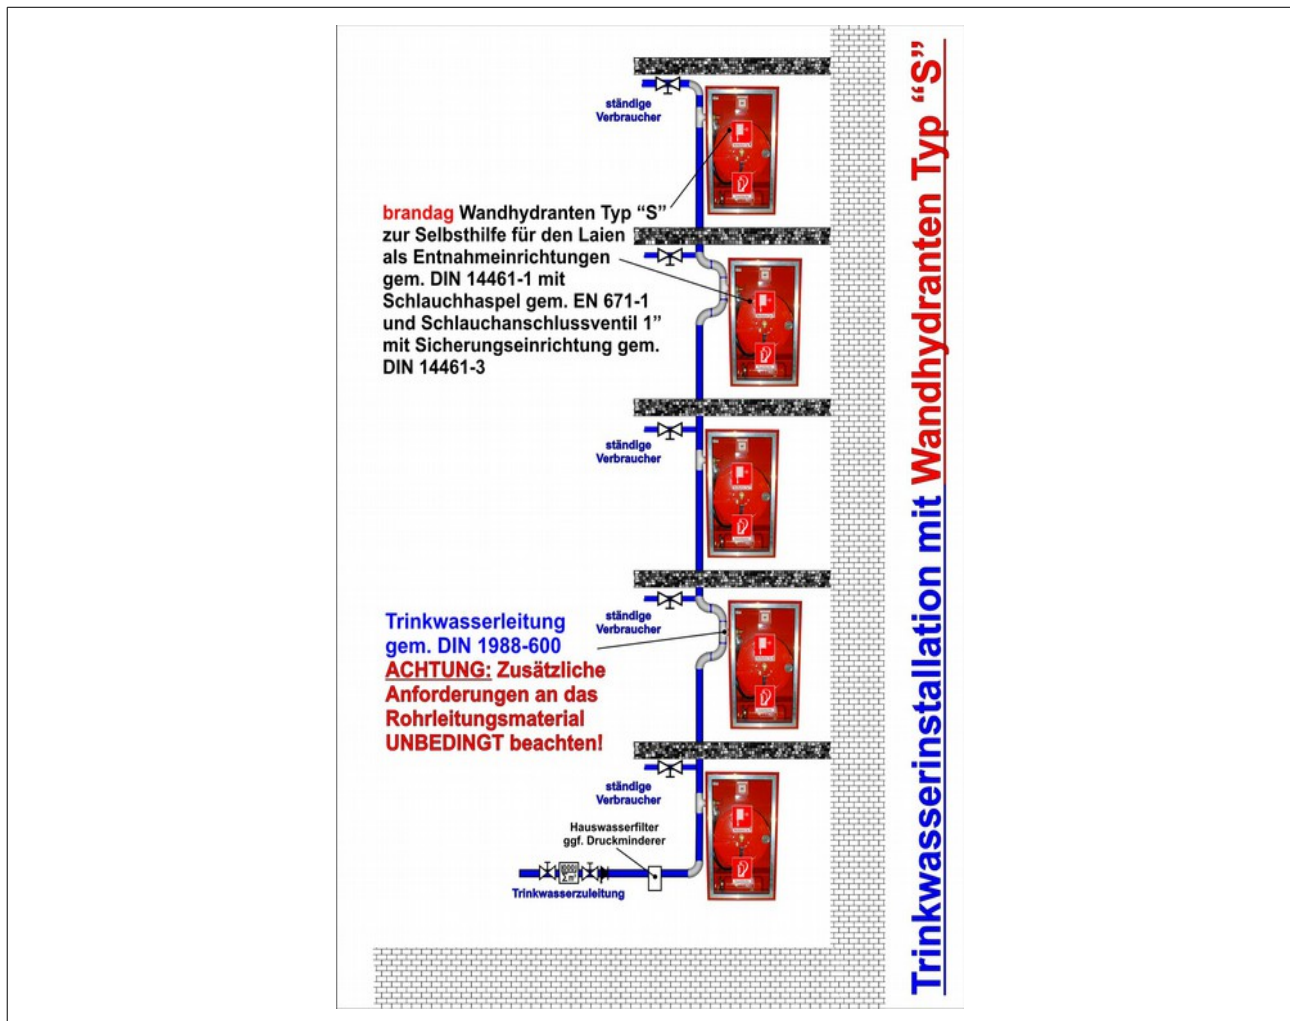 ständige
Verbraucher
brandag Wandhydranten Typ “S”
zur Selbsthilfe für den Laien
als Entnahmeinrichtungen
gem. DIN 14461-1 mit
Schlauchhaspel gem. EN 671-1
und Schlauchanschlussventil 1”
mit Sicherungseinrichtung gem.
DIN 14461-3
ständige
Verbraucher
Trinkwasserleitung
gem. DIN 1988-600
ACHTUNG: Zusätzliche
Anforderungen an das
Rohrleitungsmaterial
UNBEDINGT beachten!
ständige
Verbraucher
ständige
Verbraucher
Hauswasserfilter
ggf. Druckminderer
Trinkwasserzuleitung
Trinkwasserinstallation mit Wandhydranten Typ “S”